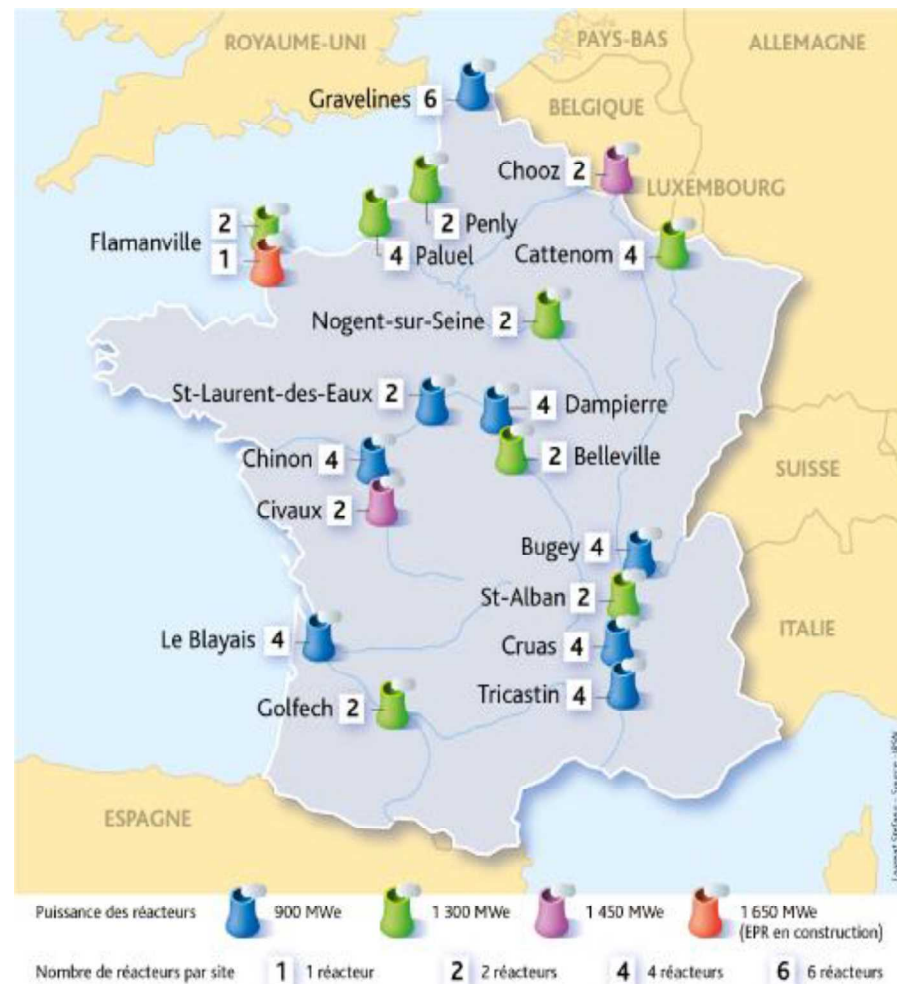 ROYAUME-UNI
PAYS-BAS
ALLEMAGNE
Gravelines 6
BELGIQUE
Chooz 2
LUXEMBOURG
2
Flamanville
1
2 Penly
4 Paluel
Cattenom 4
Nogent-sur-Seine 2
St-Laurent-des-Eaux 2
4 Dampierre
Chinon 4
2 Belleville
SUISSE
Civaux 2
Bugey 4
St-Alban 2
Le Blayais 4
Cruas 4
ITALIE
Golfech 2
Tricastin 4
ESPAGNE
Puissance des réacteurs 900 MWe 1 300 MWe 1 450 MWe 1 650 MWe
(EPR en construction)
Nombre de réacteurs par site 1 1 réacteur 2 2 réacteurs 4 4 réacteurs 6 6 réacteurs